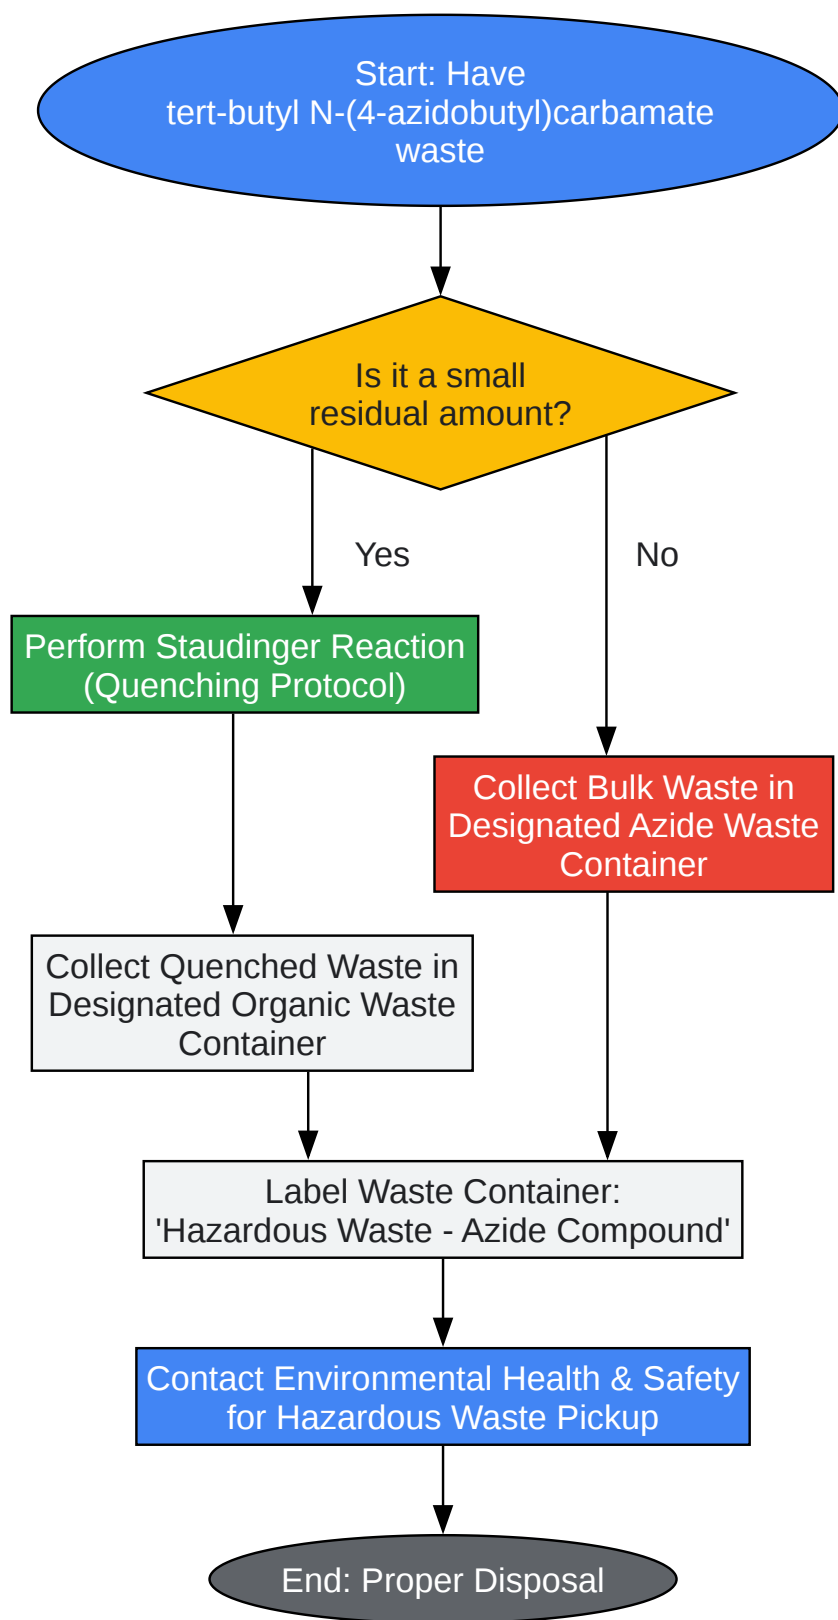 Start: Have
tert-butyl N-(4-azidobutyl)carbamate
waste
Is it a small
residual amount?
Yes
No
Perform Staudinger Reaction
(Quenching Protocol)
Collect Bulk Waste in
Designated Azide Waste
Container
Collect Quenched Waste in
Designated Organic Waste
Container
Label Waste Container:
'Hazardous Waste - Azide Compound'
Contact Environmental Health & Safety
for Hazardous Waste Pickup
End: Proper Disposal